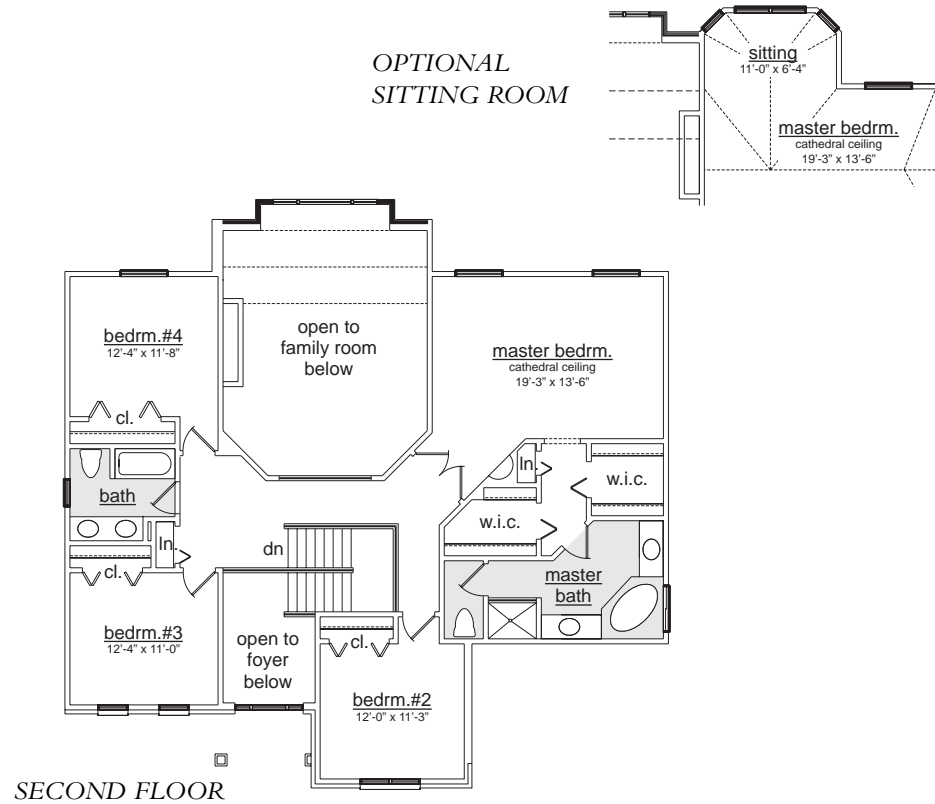 OPTIONAL
SITTING ROOM
sitting
11'-0" x 6'-4"
master bedrm.
cathedral ceiling
19'-3" x 13'-6"
bedrm.#4
12'-4" x 11'-8"
cl.
open to
family room
below
master bedrm.
cathedral ceiling
19'-3" x 13'-6"
ln.
w.i.c.
w.i.c.
bath
ln.
dn
cl.
master
bath
bedrm.#3
12'-4" x 11'-0"
open to
foyer
below
cl.
bedrm.#2
12'-0" x 11'-3"
SECOND FLOOR